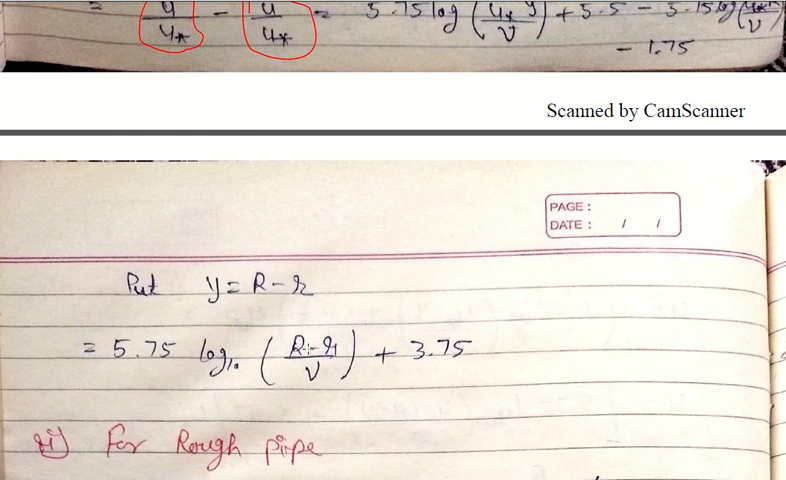 = u/u* - u/u* = 5.75 log (u* y/ν) + 5.5 - 5.75 log (u*R/ν)
- 1.75
Scanned by CamScanner
PAGE :
DATE : / /
Put y = R - r
= 5.75 log₁₀ ( R - r / ν ) + 3.75
ii) For Rough pipe